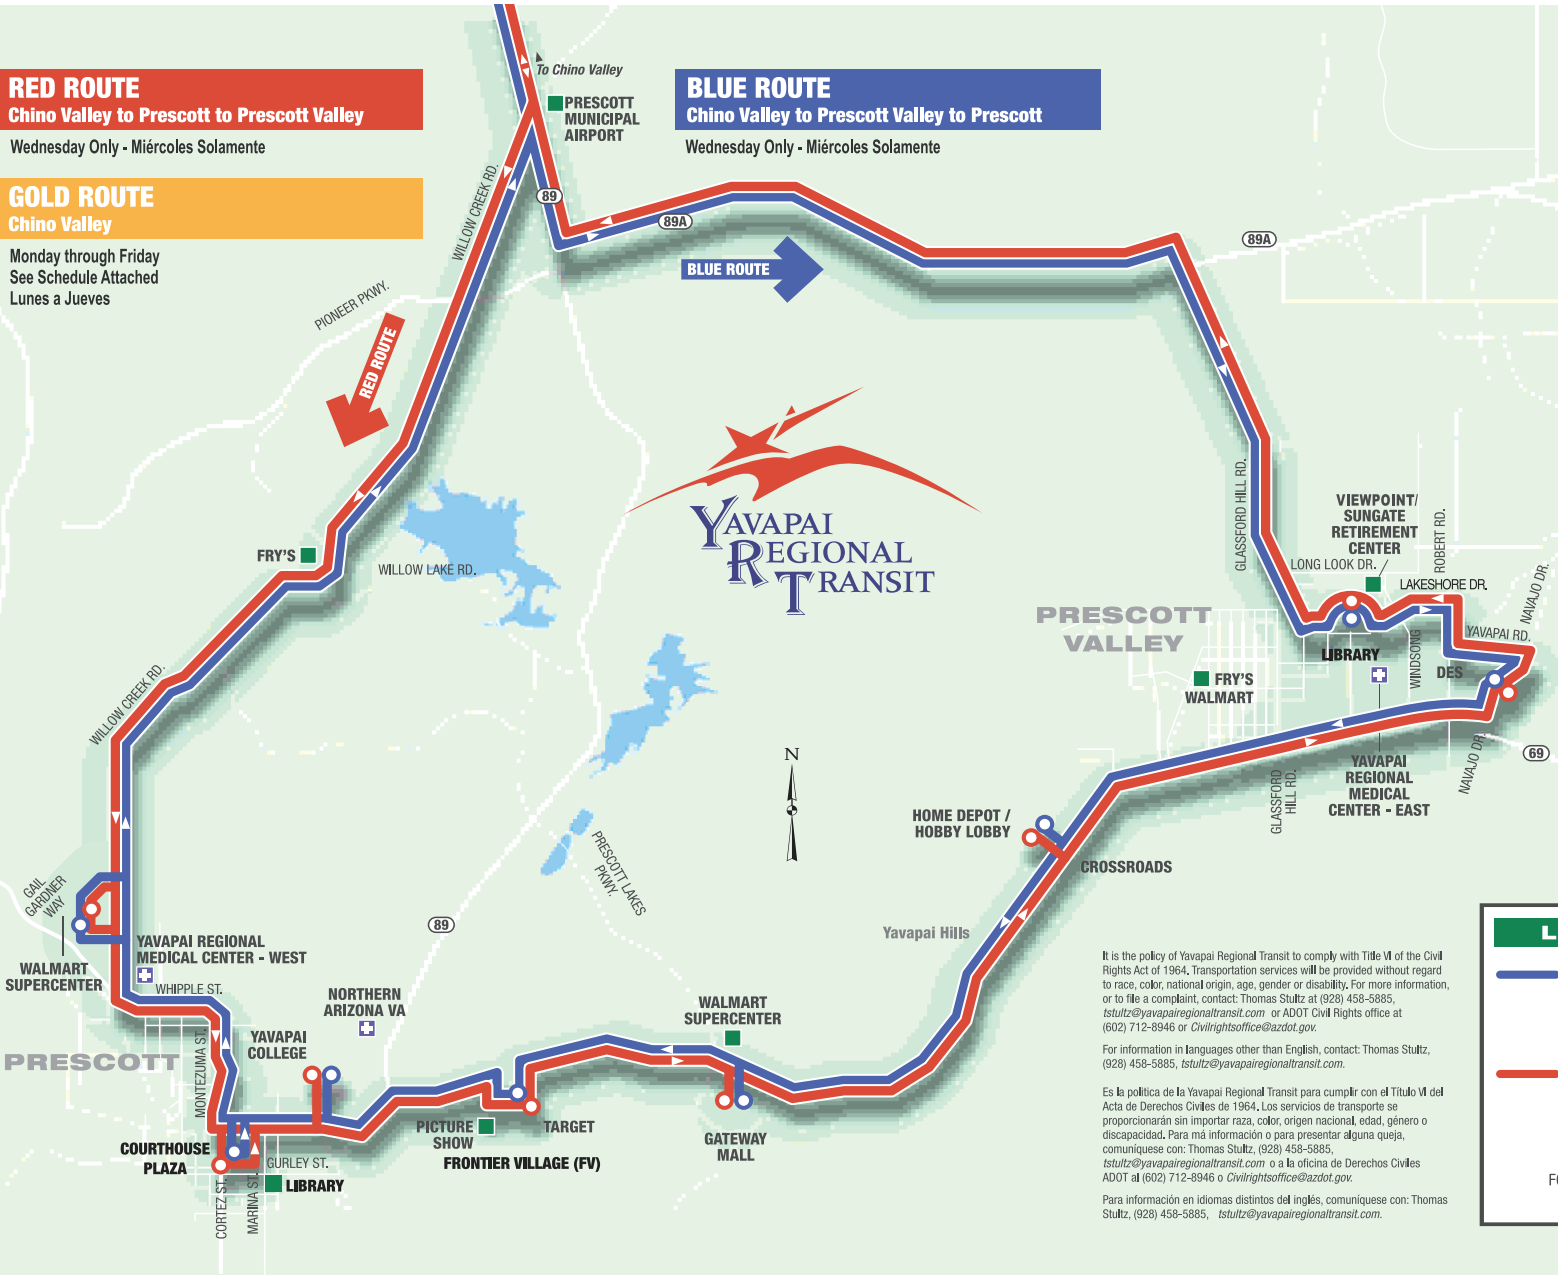 To Chino Valley
RED ROUTE
Chino Valley to Prescott to Prescott Valley
Wednesday Only - Miércoles Solamente
GOLD ROUTE
Chino Valley
Monday through Friday
See Schedule Attached
Lunes a Jueves
BLUE ROUTE
Chino Valley to Prescott Valley to Prescott
Wednesday Only - Miércoles Solamente
PRESCOTT
MUNICIPAL
AIRPORT
WILLOW CREEK RD.
89
89A
89A
BLUE ROUTE
PIONEER PKWY.
RED ROUTE
YAVAPAI
REGIONAL
TRANSIT
FRY'S
WILLOW LAKE RD.
GLASSFORD HILL RD.
VIEWPOINT/
SUNGATE
RETIREMENT
CENTER
ROBERT RD.
LONG LOOK DR.
LAKESHORE DR.
NAVAJO DR.
YAVAPAI RD.
PRESCOTT
VALLEY
LIBRARY
WINDSONG
DES
FRY'S
WALMART
WILLOW CREEK RD.
69
NAVAJO DR.
YAVAPAI
REGIONAL
MEDICAL
CENTER - EAST
GLASSFORD
HILL RD.
N
HOME DEPOT /
HOBBY LOBBY
CROSSROADS
PRESCOTT LAKES
PKWY.
GAIL
GARDNER
WAY
89
Yavapai Hills
YAVAPAI REGIONAL
MEDICAL CENTER - WEST
WALMART
SUPERCENTER
WHIPPLE ST.
NORTHERN
ARIZONA VA
WALMART
SUPERCENTER
YAVAPAI
COLLEGE
MONTEZUMA ST.
PRESCOTT
PICTURE
SHOW
TARGET
GATEWAY
MALL
COURTHOUSE
PLAZA
FRONTIER VILLAGE (FV)
GURLEY ST.
LIBRARY
CORTEZ ST.
MARINA ST.
It is the policy of Yavapai Regional Transit to comply with Title VI of the Civil
Rights Act of 1964. Transportation services will be provided without regard
to race, color, national origin, age, gender or disability. For more information,
or to file a complaint, contact: Thomas Stultz at (928) 458-5885,
tstultz@yavapairegionaltransit.com or ADOT Civil Rights office at
(602) 712-8946 or Civilrightsoffice@azdot.gov.
For information in languages other than English, contact: Thomas Stultz,
(928) 458-5885, tstultz@yavapairegionaltransit.com.
Es la politica de la Yavapai Regional Transit para cumplir con el Título VI del
Acta de Derechos Civiles de 1964. Los servicios de transporte se
proporcionarán sin importar raza, color, origen nacional, edad, género o
discapacidad. Para má información o para presentar alguna queja,
comuníquese con: Thomas Stultz, (928) 458-5885,
tstultz@yavapairegionaltransit.com o a la oficina de Derechos Civiles
ADOT al (602) 712-8946 o Civilrightsoffice@azdot.gov.
Para información en idiomas distintos del inglés, comuníquese con: Thomas
Stultz, (928) 458-5885, tstultz@yavapairegionaltransit.com.